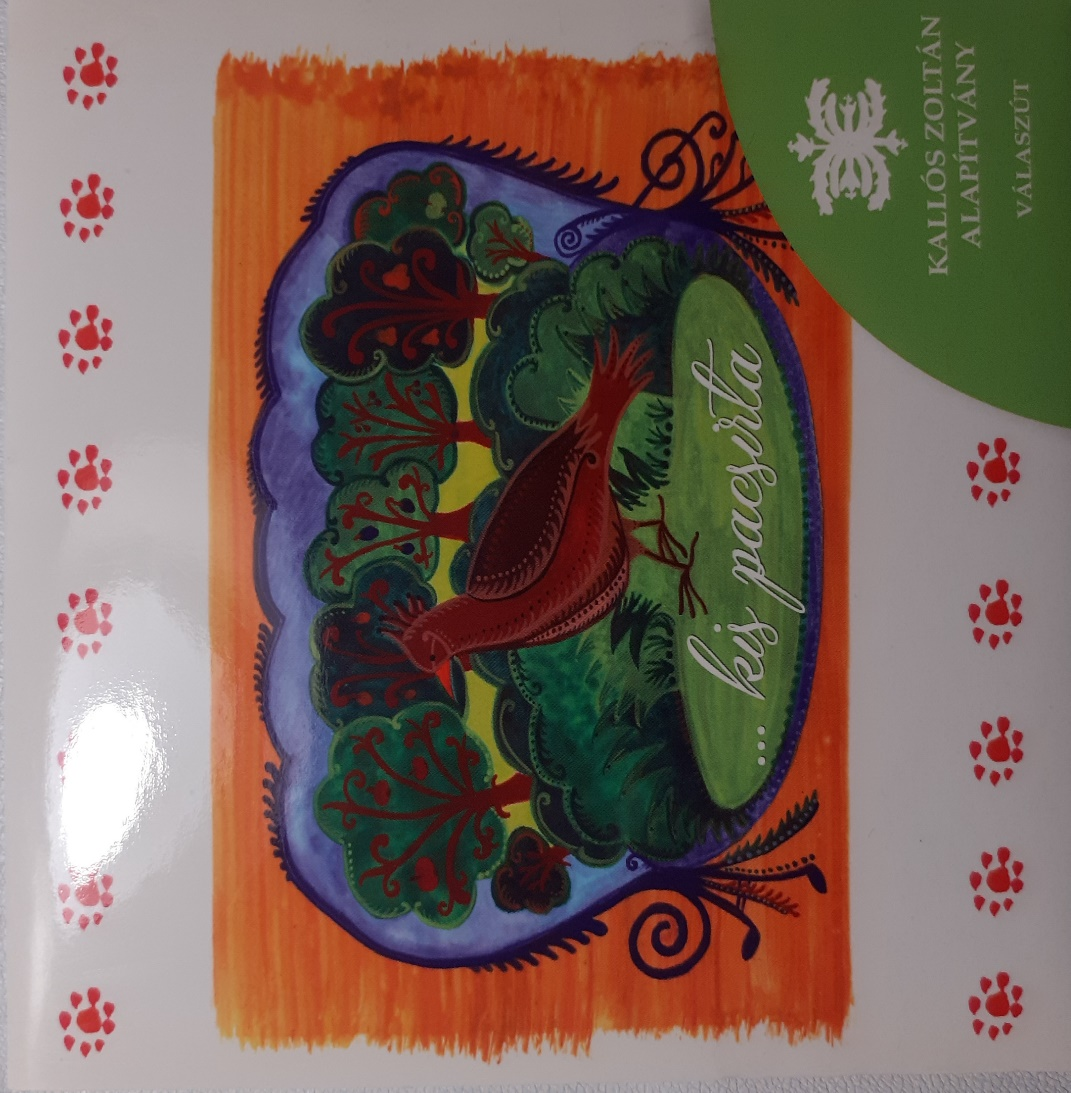 KALLÓS ZOLTÁN
ALAPÍTVÁNY
VÁLASZÚT
... kis pacsirta